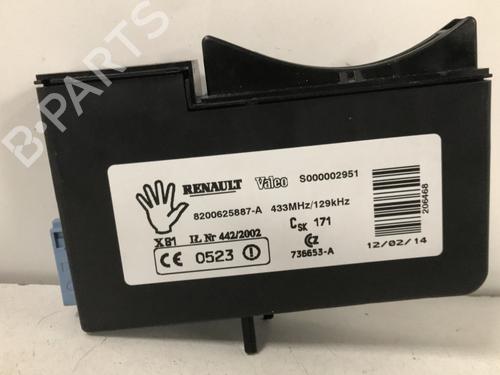 B-PARTS
RENAULT Valeo S000002951
8200625887-A 433MHz/129kHz
X81 IL Nr 442/2002 CSK 171
CE 0523 736653-A 12/02/14
206468